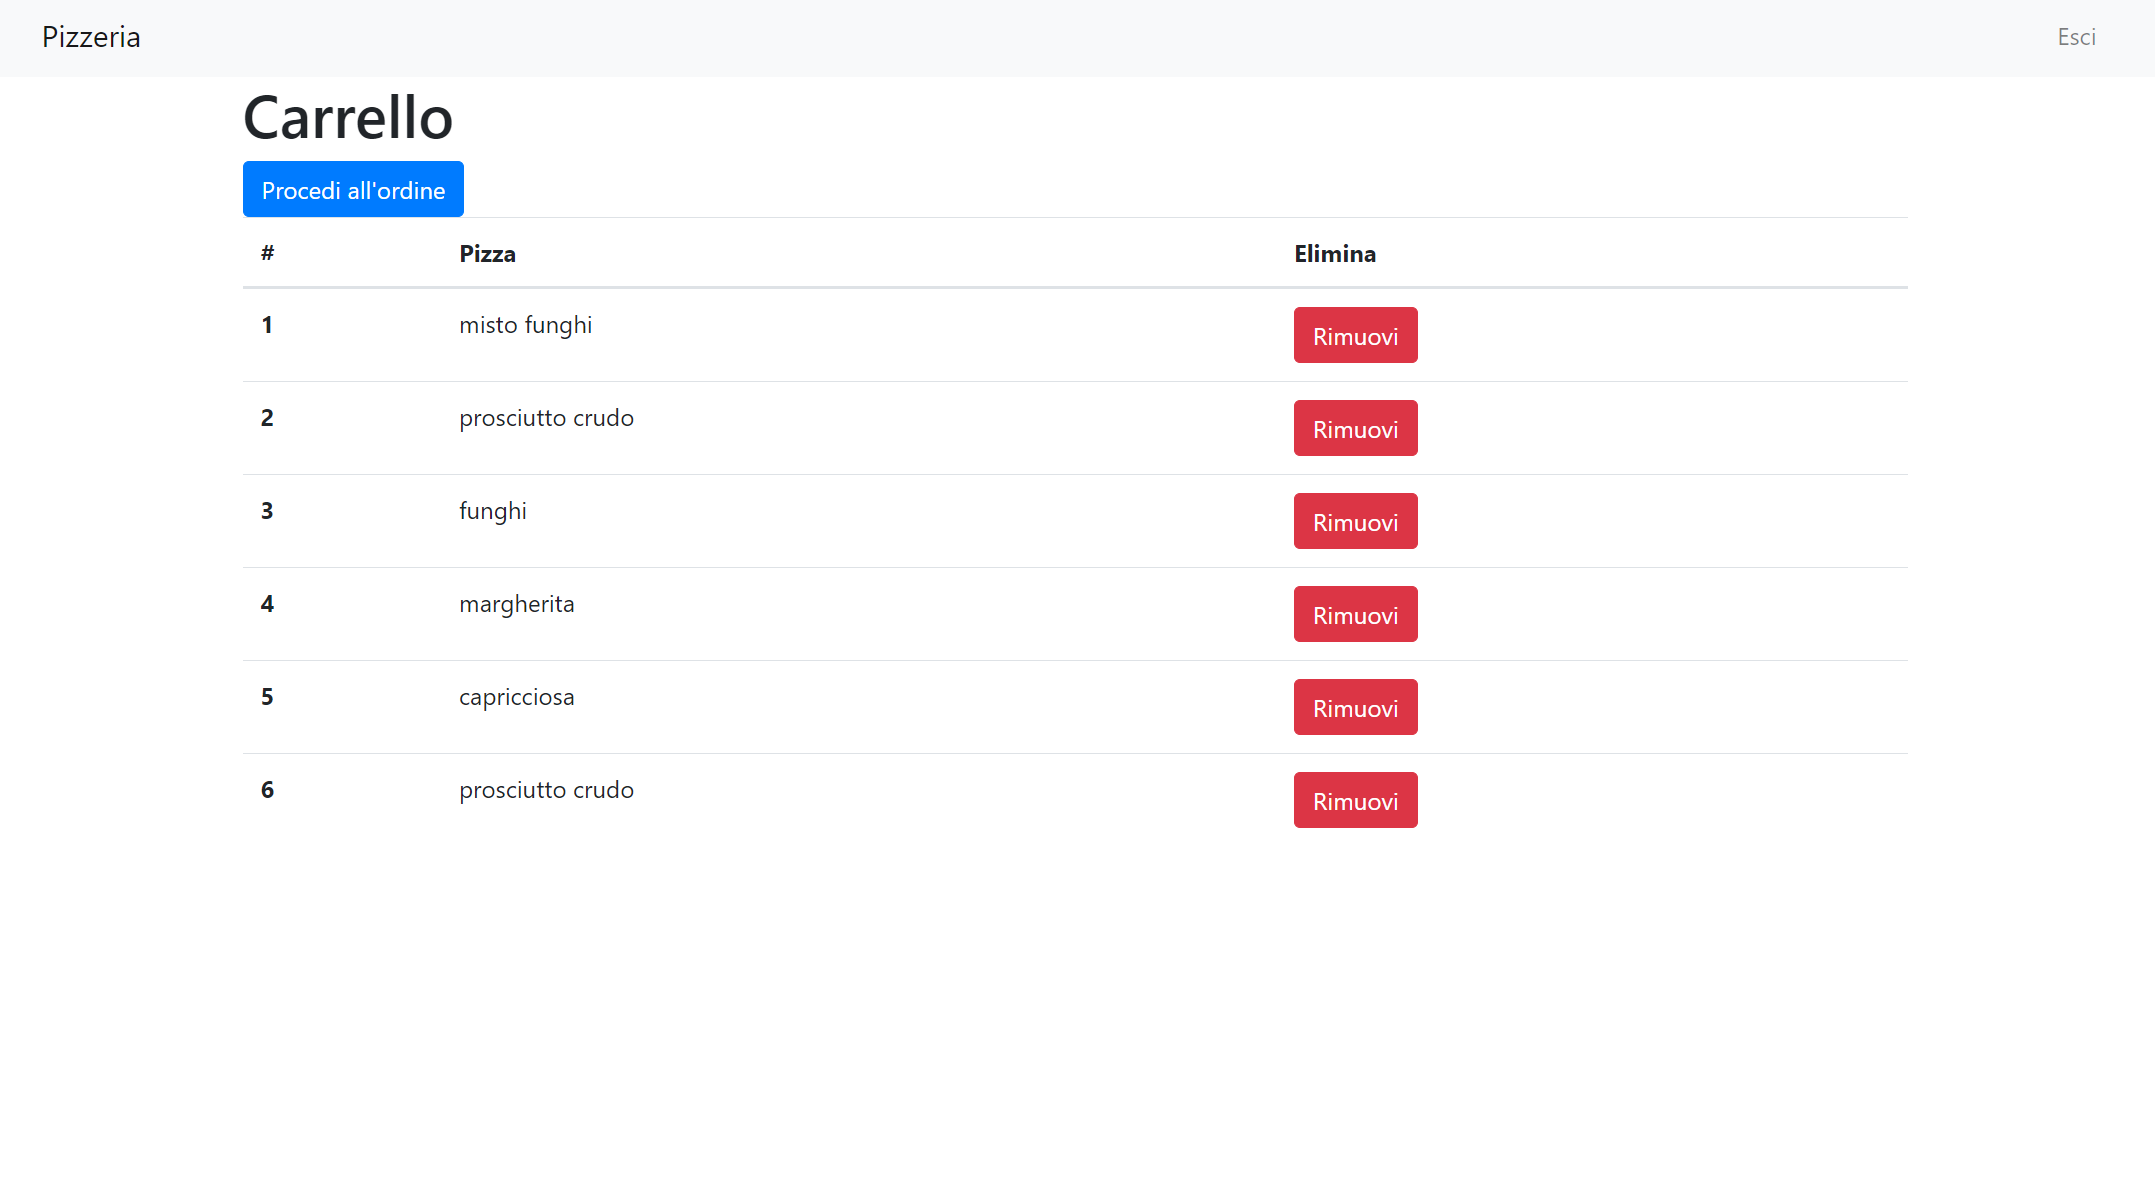 Pizzeria Esci
Carrello
Procedi all'ordine
# Pizza Elimina
1 misto funghi Rimuovi
2 prosciutto crudo Rimuovi
3 funghi Rimuovi
4 margherita Rimuovi
5 capricciosa Rimuovi
6 prosciutto crudo Rimuovi